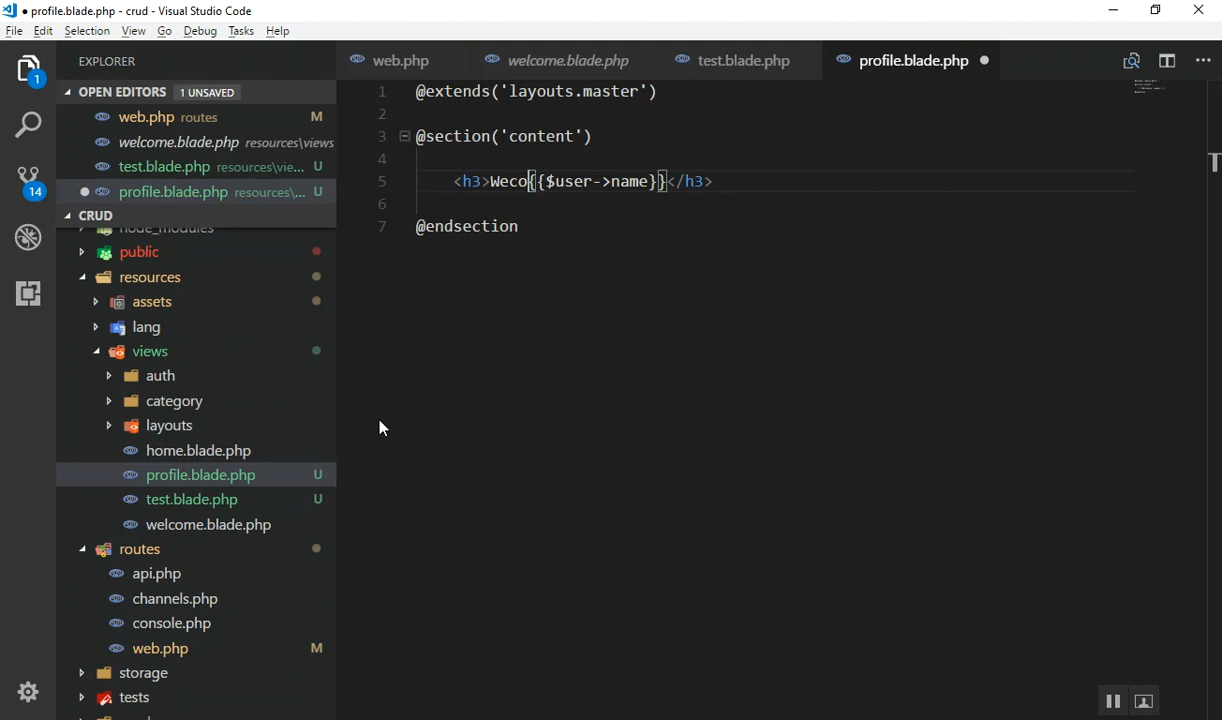 profile.blade.php - crud - Visual Studio Code
File Edit Selection View Go Debug Tasks Help
EXPLORER
web.php
welcome.blade.php
test.blade.php
profile.blade.php
OPEN EDITORS 1 UNSAVED
web.php routes M
welcome.blade.php resources\views
test.blade.php resources\vie... U
profile.blade.php resources\... U
CRUD
node_modules
public
resources
assets
lang
views
auth
category
layouts
home.blade.php
profile.blade.php U
test.blade.php U
welcome.blade.php
routes
api.php
channels.php
console.php
web.php M
storage
tests
1
14
1 @extends('layouts.master')
2
3 @section('content')
4
5 <h3>Weco{{$user->name}}</h3>
6
7 @endsection